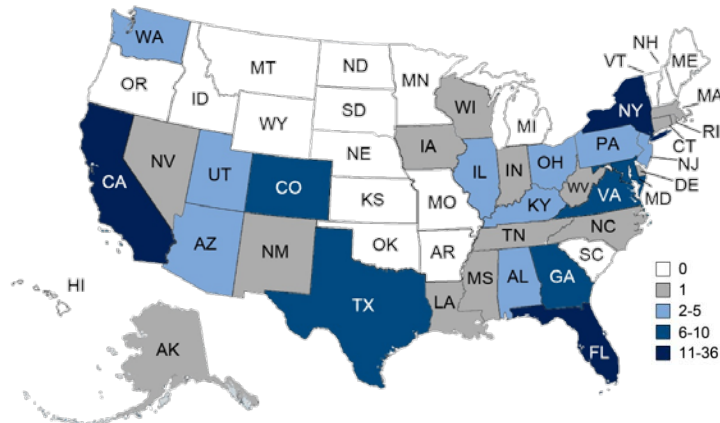 WA
OR
MT
ID
WY
ND
SD
NE
KS
MN
WI
IA
MO
MI
VT
NH
ME
MA
RI
CT
NY
PA
NJ
DE
MD
NV
UT
CO
CA
AZ
NM
OK
AR
TX
LA
MS
AL
GA
FL
SC
NC
TN
KY
VA
WV
OH
IN
IL
HI
AK
0
1
2-5
6-10
11-36